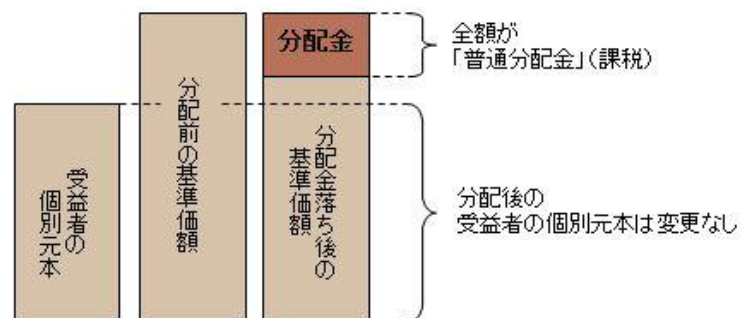 受益者の
個別元本
分配前の基準価額
分配金
分配金落ち後の
基準価額
全額が
「普通分配金」(課税)
分配後の
受益者の個別元本は変更なし